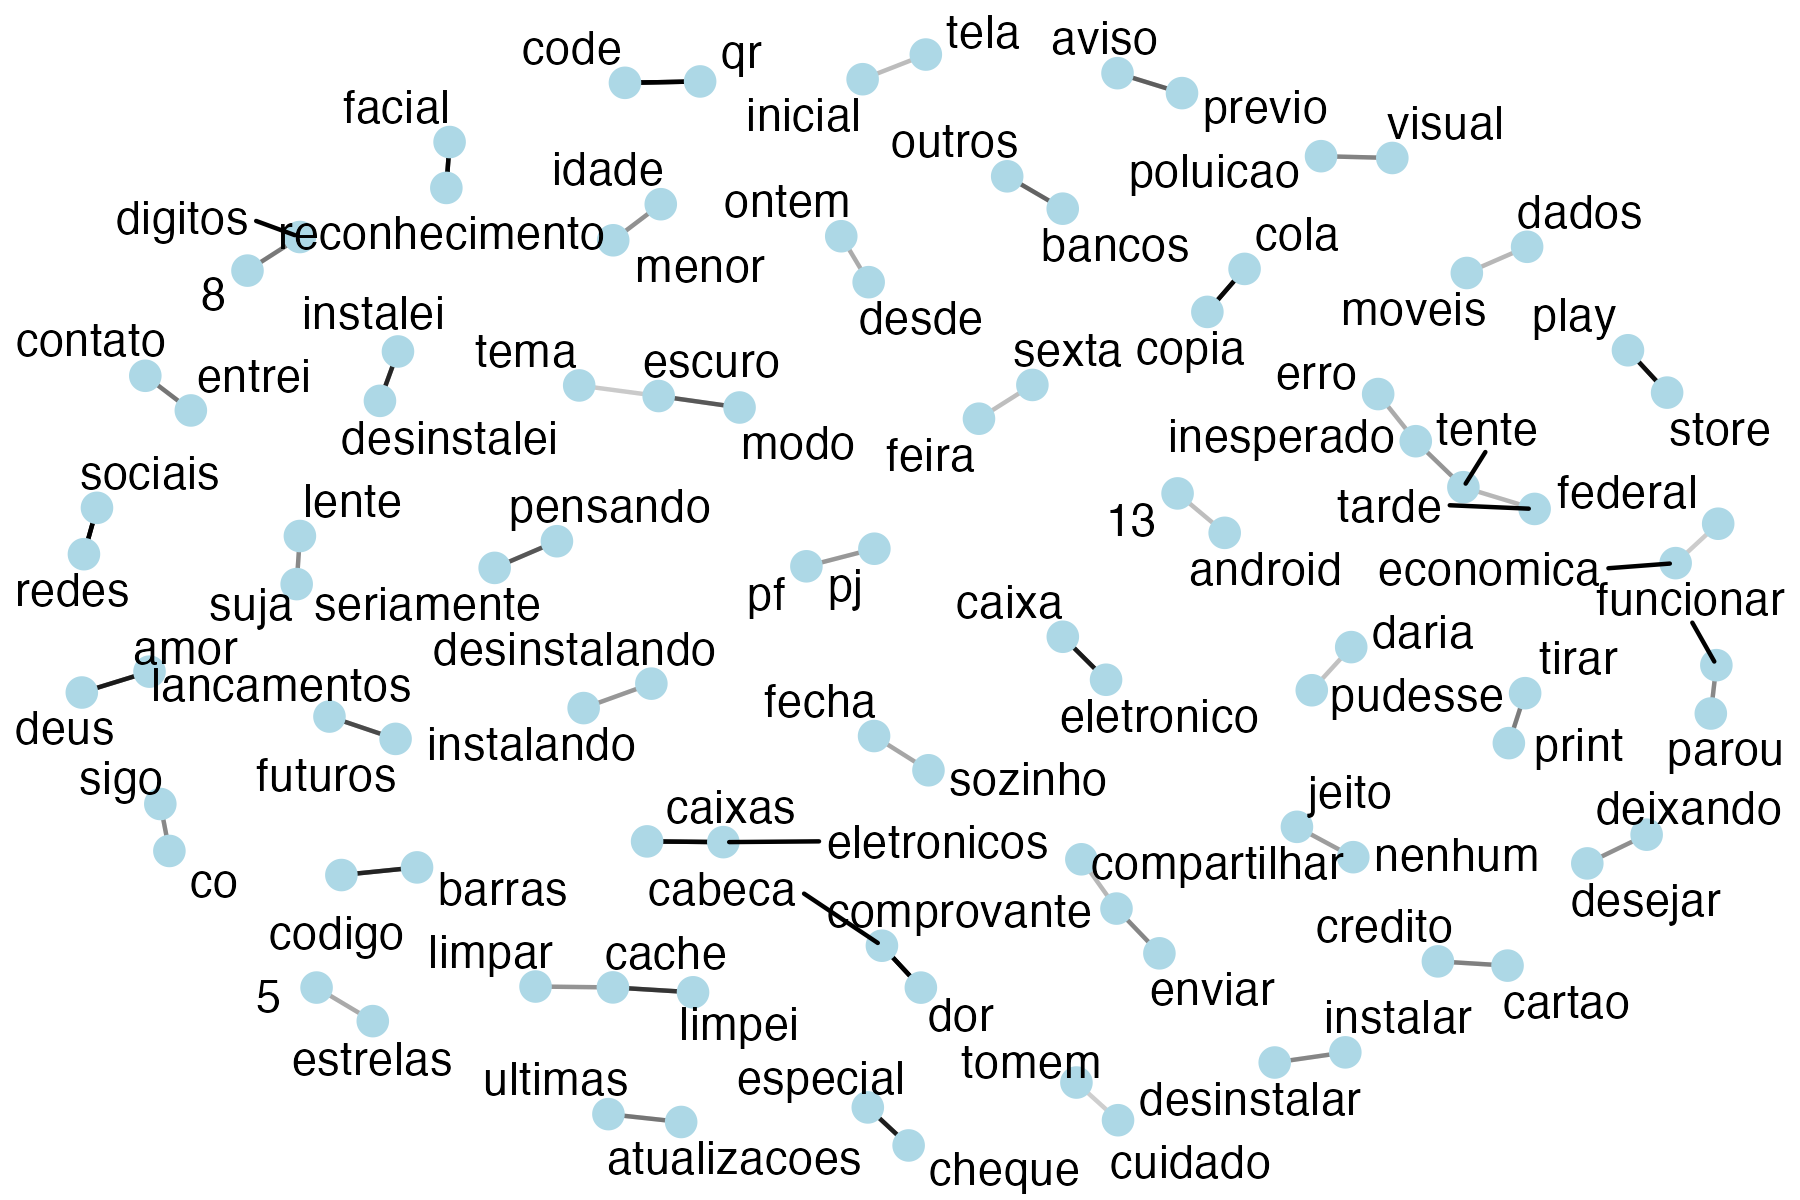 code
qr
tela
inicial
aviso
previo
facial
reconhecimento
outros
bancos
poluicao
visual
idade
menor
digitos
8
ontem
desde
cola
copia
dados
moveis
contato
entrei
instalei
desinstalei
tema
escuro
modo
sexta
feira
play
store
erro
inesperado
tente
tarde
sociais
redes
lente
suja
pensando
seriamente
13
android
federal
economica
pf
pj
caixa
eletronico
funcionar
parou
amor
deus
lancamentos
futuros
desinstalando
instalando
daria
pudesse
tirar
print
fecha
sozinho
sigo
co
caixas
eletronicos
jeito
nenhum
deixando
desejar
codigo
barras
cabeca
dor
compartilhar
comprovante
enviar
credito
cartao
limpar
cache
limpei
5
estrelas
instalar
desinstalar
ultimas
atualizacoes
especial
cheque
tomem
cuidado